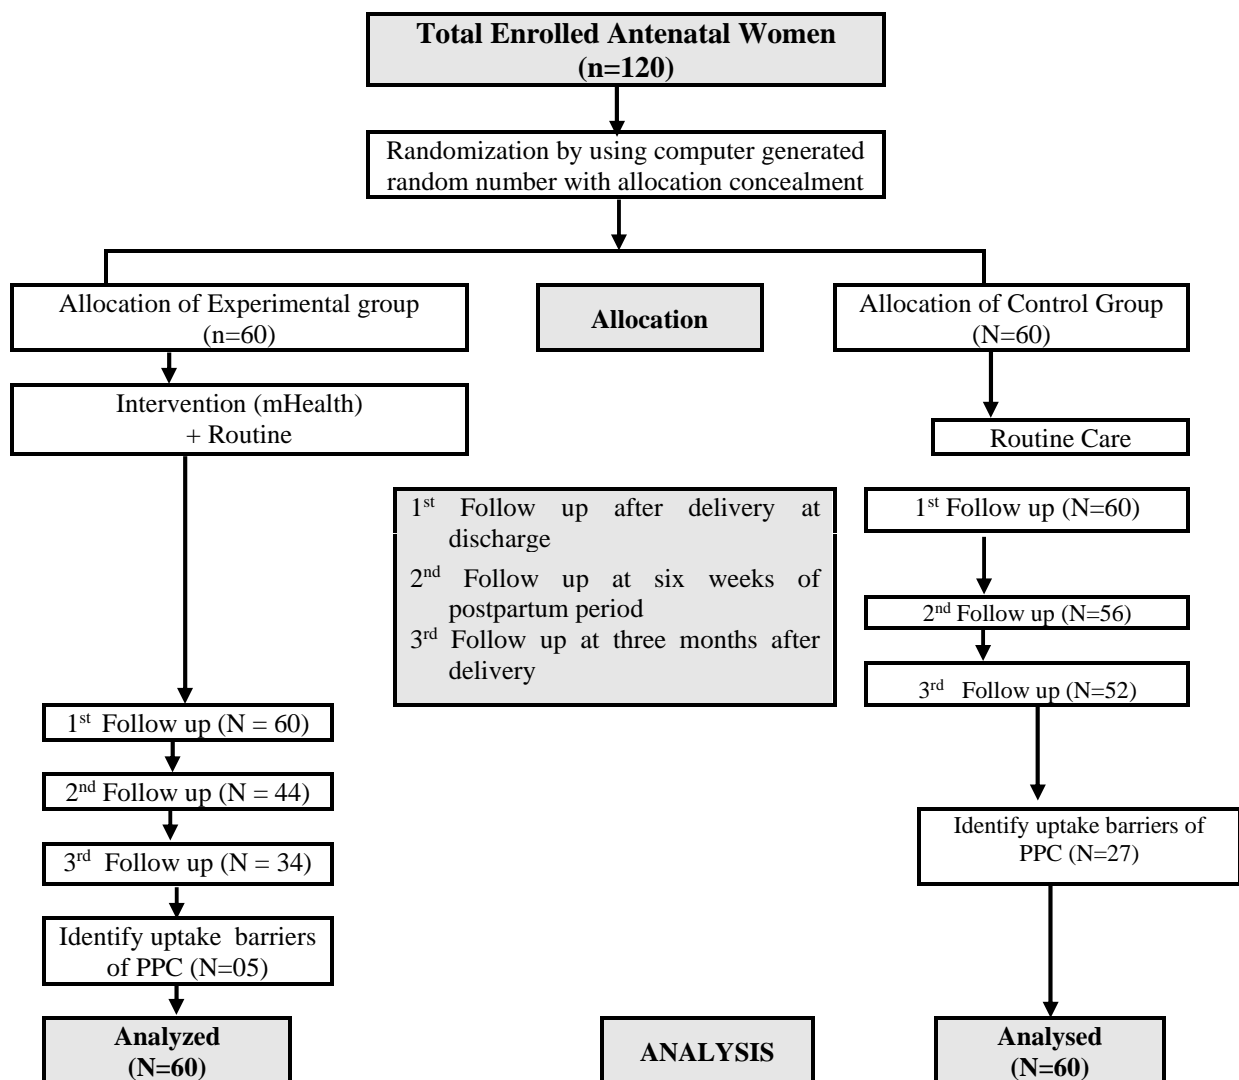 Total Enrolled Antenatal Women
(n=120)
Randomization by using computer generated
random number with allocation concealment
Allocation of Experimental group
(n=60)
Allocation
Allocation of Control Group
(N=60)
Intervention (mHealth)
+ Routine
Routine Care
1st Follow up after delivery at
discharge
2nd Follow up at six weeks of
postpartum period
3rd Follow up at three months after
delivery
1st Follow up (N=60)
2nd Follow up (N=56)
3rd Follow up (N=52)
1st Follow up (N = 60)
2nd Follow up (N = 44)
3rd Follow up (N = 34)
Identify uptake barriers of
PPC (N=27)
Identify uptake barriers
of PPC (N=05)
Analyzed
(N=60)
ANALYSIS
Analysed
(N=60)